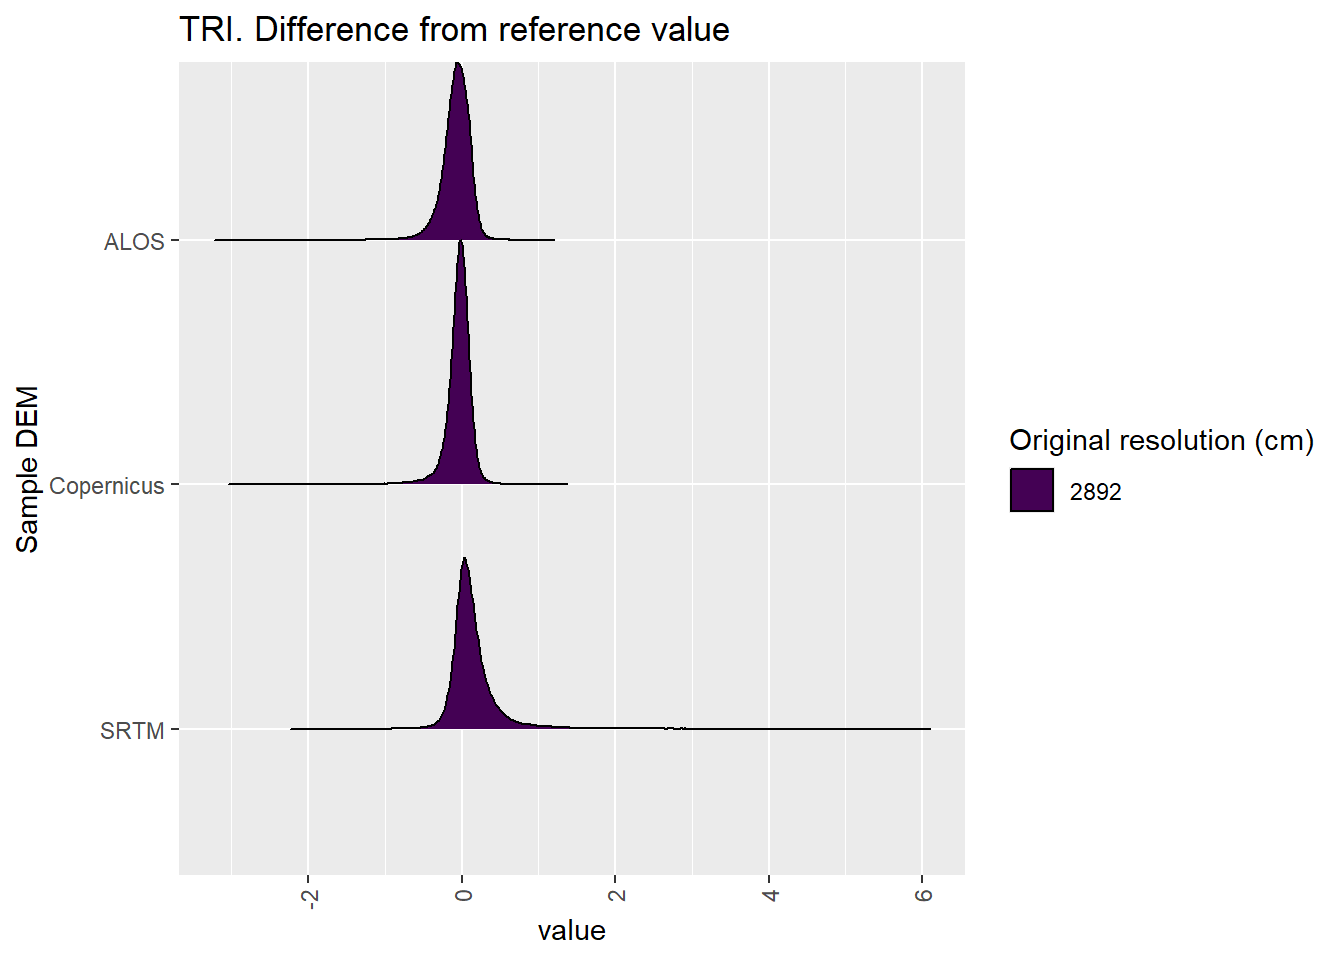 TRI. Difference from reference value
Sample DEM
ALOS
Copernicus
SRTM
-2
0
2
4
6
value
Original resolution (cm)
2892